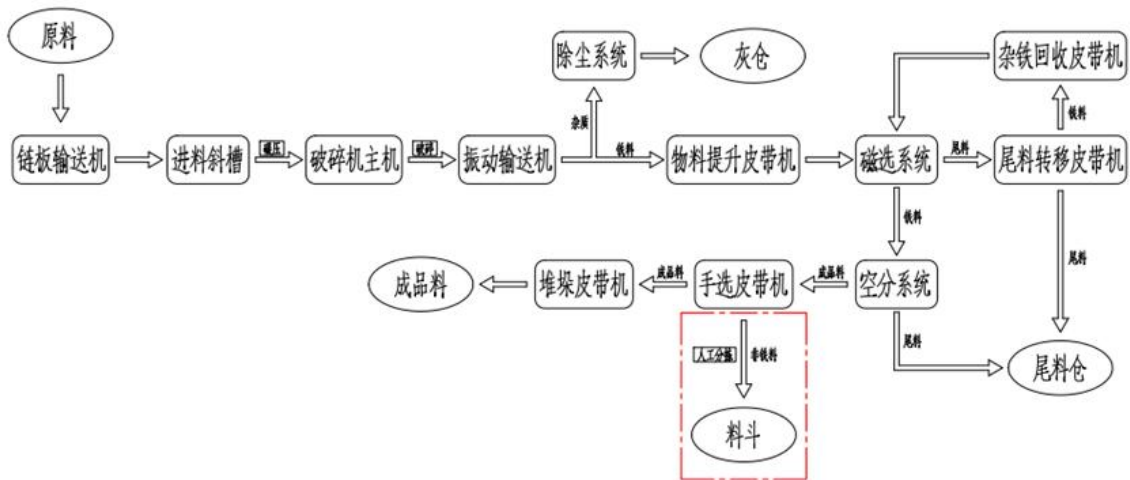 原料
除尘系统
灰仓
杂铁回收皮带机
杂质
铁料
链板输送机
进料斜槽
碾压
破碎机主机
破碎
振动输送机
铁料
物料提升皮带机
磁选系统
尾料
尾料转移皮带机
铁料
尾料
成品料
堆垛皮带机
成品料
手选皮带机
成品料
空分系统
人工分拣
非铁料
尾料
尾料仓
料斗